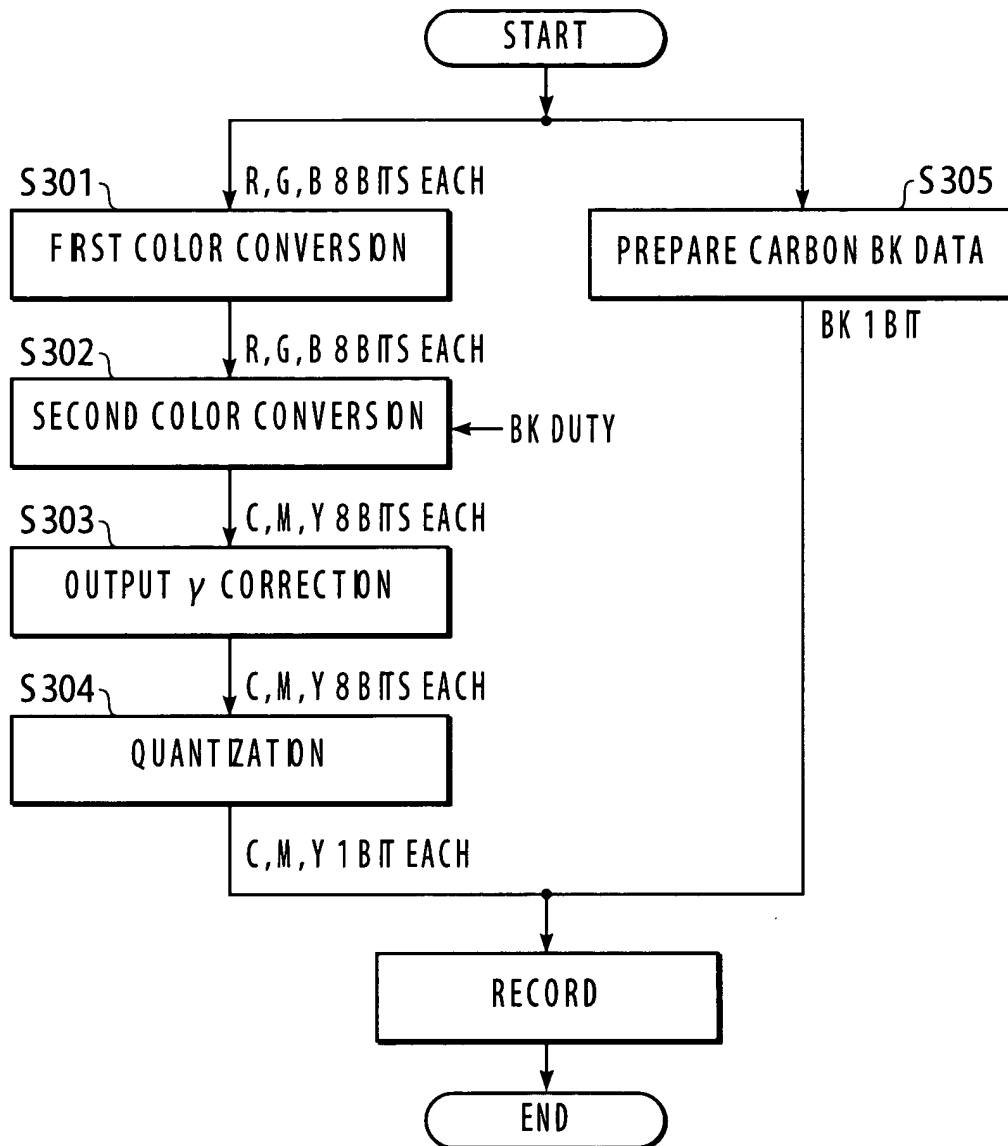 START
R, G, B 8 BITS EACH
S301
FIRST COLOR CONVERSION
S305
PREPARE CARBON BK DATA
BK 1 BIT
R, G, B 8 BITS EACH
S302
SECOND COLOR CONVERSION
BK DUTY
C, M, Y 8 BITS EACH
S303
OUTPUT γ CORRECTION
C, M, Y 8 BITS EACH
S304
QUANTIZATION
C, M, Y 1 BIT EACH
RECORD
END